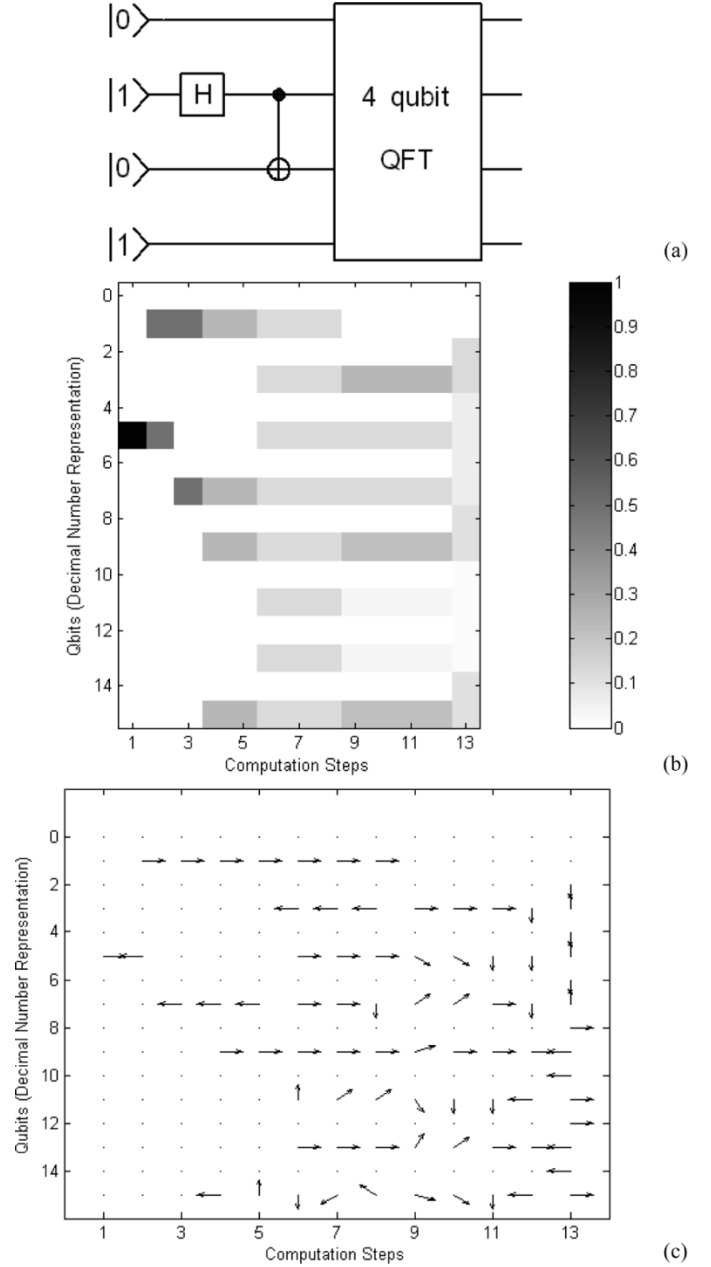 |0>
|1> H 4 qubit
|0> QFT
|1>
(a)
0
2
4
6
8
10
12
14
Qbits (Decimal Number Representation)
1 3 5 7 9 11 13
Computation Steps
1
0.9
0.8
0.7
0.6
0.5
0.4
0.3
0.2
0.1
0
(b)
0
2
4
6
8
10
12
14
Qubits (Decimal Number Representation)
1 3 5 7 9 11 13
Computation Steps
(c)